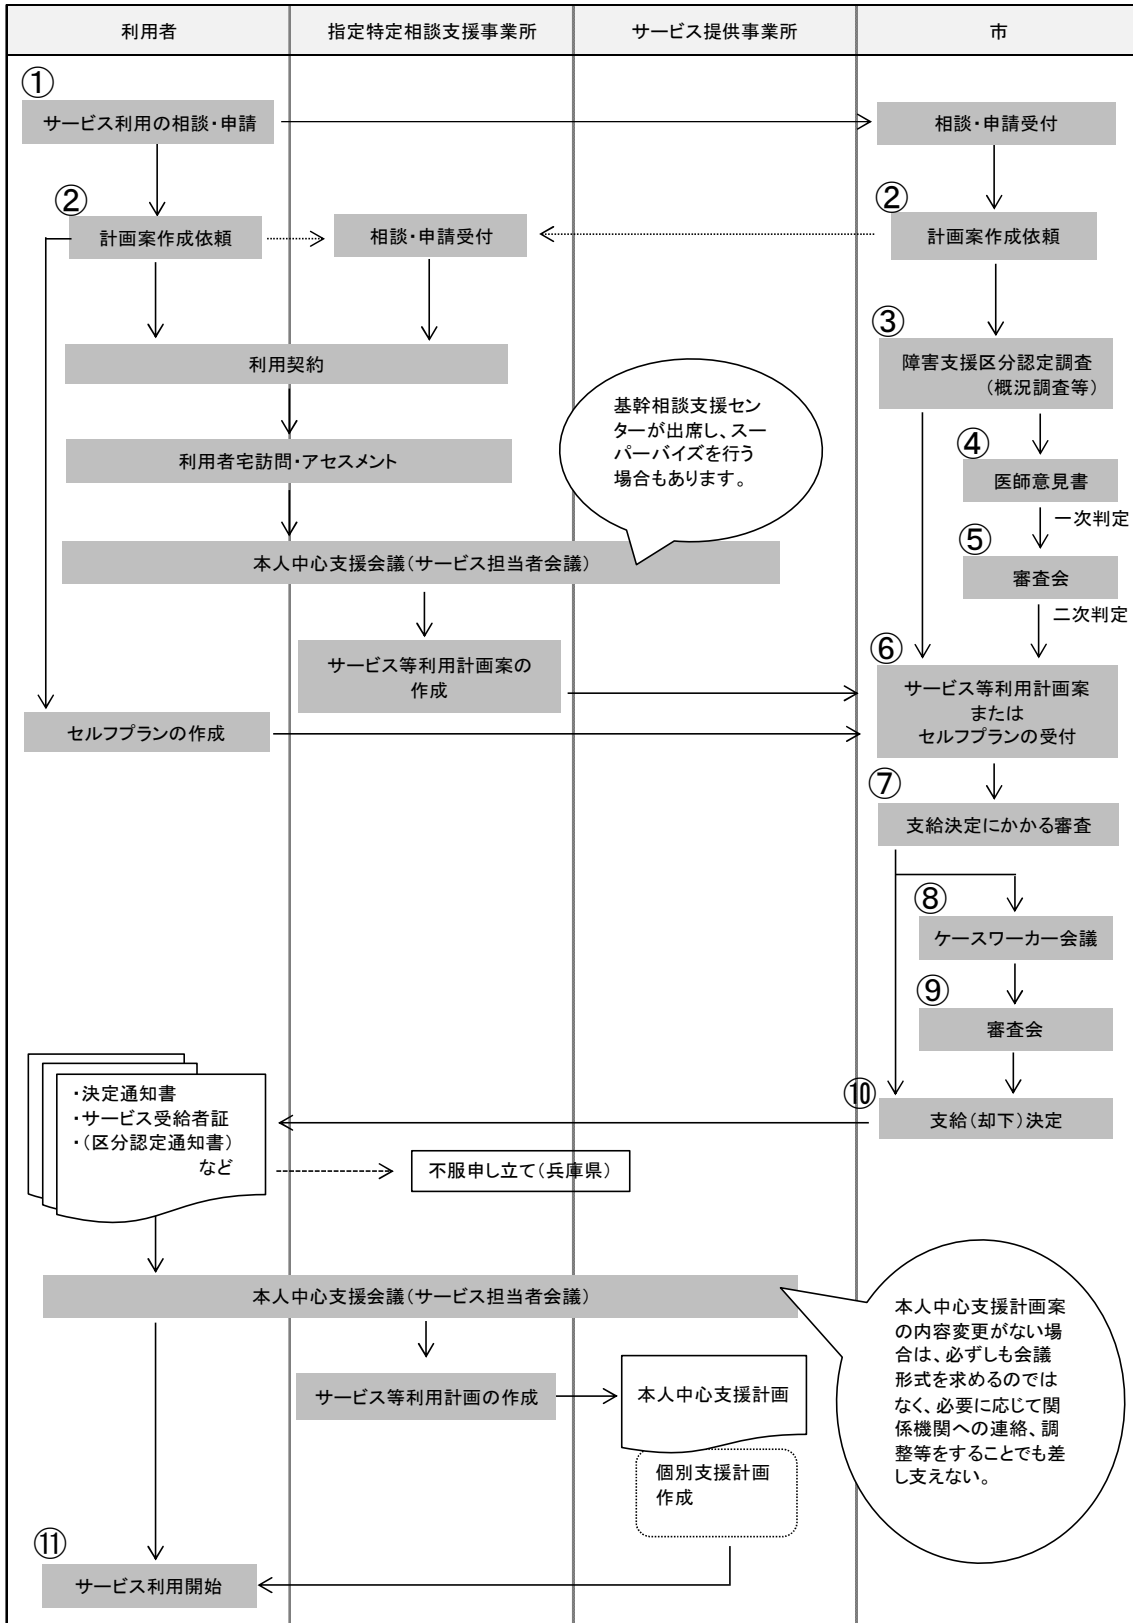 利用者
指定特定相談支援事業所
サービス提供事業所
市
①
サービス利用の相談・申請
相談・申請受付
②
計画案作成依頼
相談・申請受付
②
計画案作成依頼
③
障害支援区分認定調査
（概況調査等）
利用契約
基幹相談支援セン
ターが出席し、スー
パーバイズを行う
場合もあります。
利用者宅訪問・アセスメント
④
医師意見書
一次判定
⑤
審査会
二次判定
本人中心支援会議（サービス担当者会議）
サービス等利用計画案の
作成
⑥
サービス等利用計画案
または
セルフプランの受付
セルフプランの作成
⑦
支給決定にかかる審査
⑧
ケースワーカー会議
⑨
審査会
⑩
支給（却下）決定
・決定通知書
・サービス受給者証
・（区分認定通知書）
など
不服申し立て（兵庫県）
本人中心支援会議（サービス担当者会議）
本人中心支援計画案
の内容変更がない場
合は、必ずしも会議
形式を求めるのでは
なく、必要に応じて関
係機関への連絡、調
整等をすることでも差
し支えない。
サービス等利用計画の作成
本人中心支援計画
個別支援計画
作成
⑪
サービス利用開始